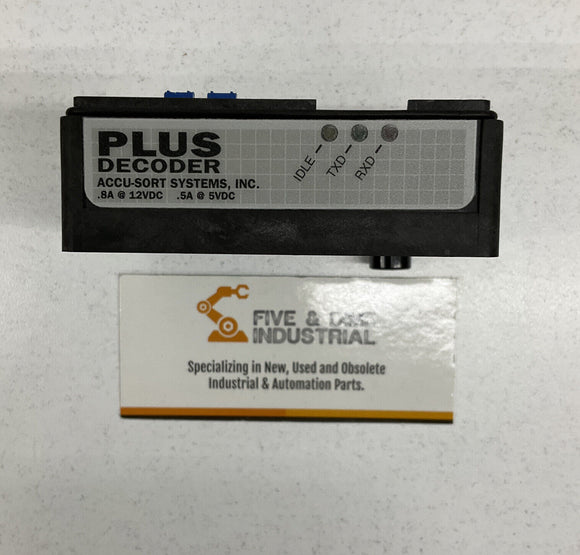 PLUS
DECODER
ACCU-SORT SYSTEMS, INC.
.8A @ 12VDC .5A @ 5VDC
IDLE
TXD
RXD
FIVE &
INDUSTRIAL
Specializing in New, Used and Obsolete
Industrial & Automation Parts.